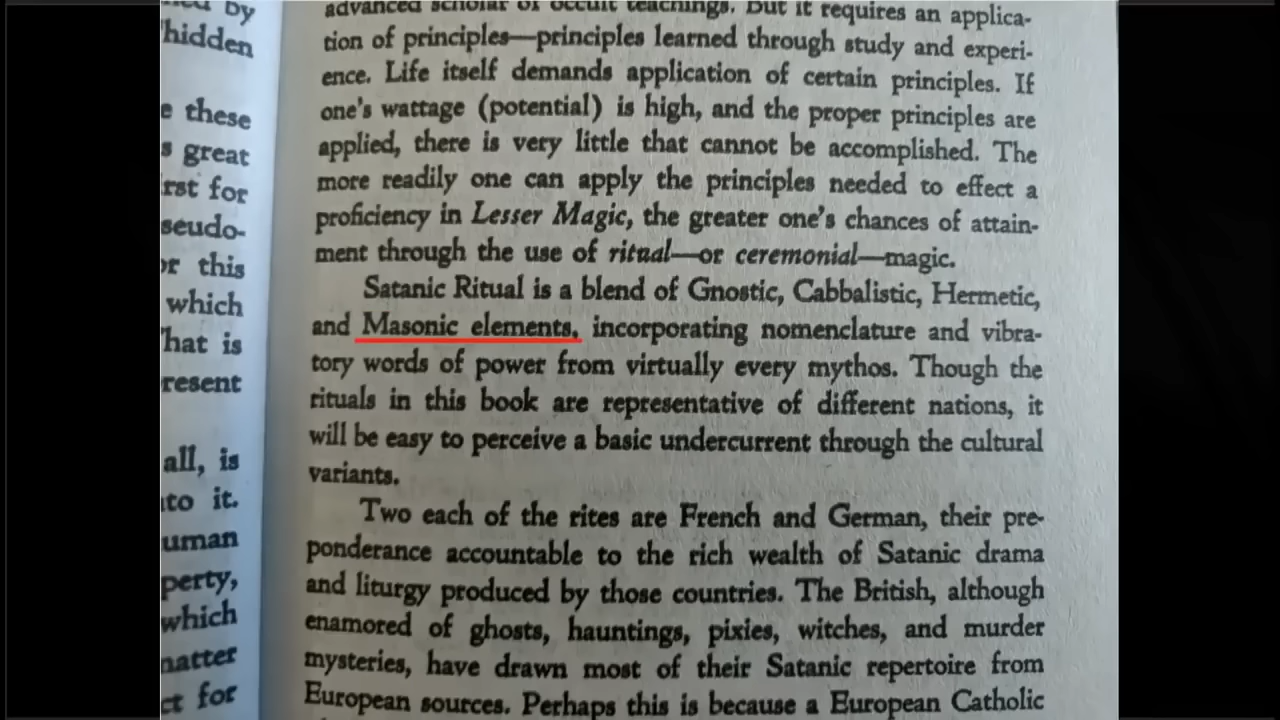 by
hidden
e these
s great
rst for
seudo-
or this
which
hat is
resent
all, is
to it.
uman
perty,
which
natter
ct for
advanced scholar of occult teachings. But it requires an applica-
tion of principles—principles learned through study and experi-
ence. Life itself demands application of certain principles. If
one's wattage (potential) is high, and the proper principles are
applied, there is very little that cannot be accomplished. The
more readily one can apply the principles needed to effect a
proficiency in Lesser Magic, the greater one's chances of attain-
ment through the use of ritual—or ceremonial—magic.
Satanic Ritual is a blend of Gnostic, Cabbalistic, Hermetic,
and Masonic elements, incorporating nomenclature and vibra-
tory words of power from virtually every mythos. Though the
rituals in this book are representative of different nations, it
will be easy to perceive a basic undercurrent through the cultural
variants.
Two each of the rites are French and German, their pre-
ponderance accountable to the rich wealth of Satanic drama
and liturgy produced by those countries. The British, although
enamored of ghosts, hauntings, pixies, witches, and murder
mysteries, have drawn most of their Satanic repertoire from
European sources. Perhaps this is because a European Catholic